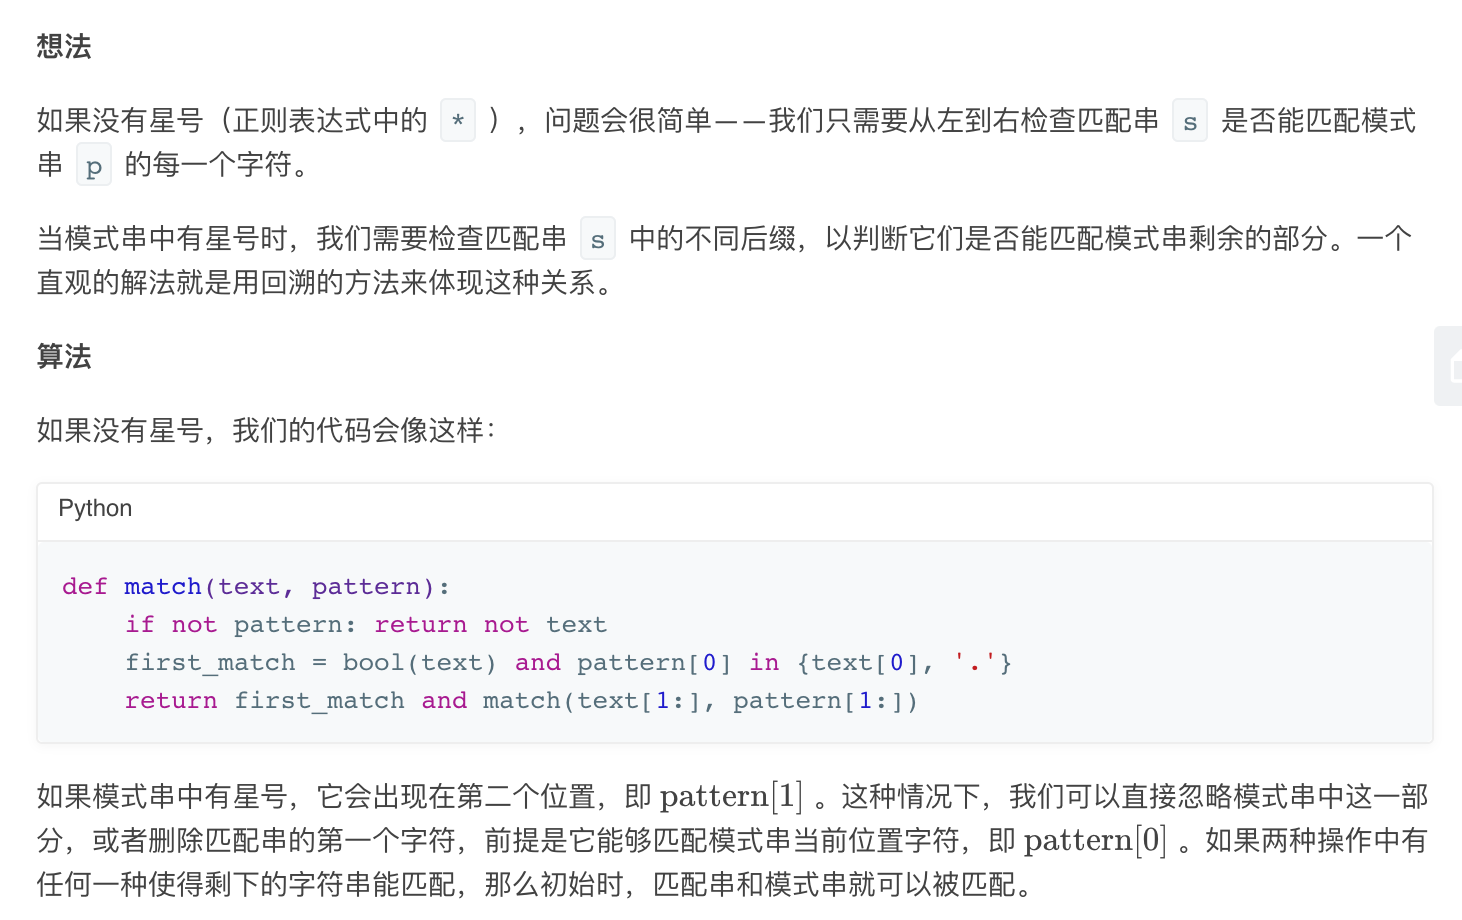 想法
如果没有星号（正则表达式中的 * ），问题会很简单——我们只需要从左到右检查匹配串 s 是否能匹配模式
串 p 的每一个字符。
当模式串中有星号时，我们需要检查匹配串 s 中的不同后缀，以判断它们是否能匹配模式串剩余的部分。一个
直观的解法就是用回溯的方法来体现这种关系。
算法
如果没有星号，我们的代码会像这样：
Python
def match(text, pattern):
    if not pattern: return not text
    first_match = bool(text) and pattern[0] in {text[0], '.'}
    return first_match and match(text[1:], pattern[1:])
如果模式串中有星号，它会出现在第二个位置，即 pattern[1] 。这种情况下，我们可以直接忽略模式串中这一部
分，或者删除匹配串的第一个字符，前提是它能够匹配模式串当前位置字符，即 pattern[0] 。如果两种操作中有
任何一种使得剩下的字符串能匹配，那么初始时，匹配串和模式串就可以被匹配。